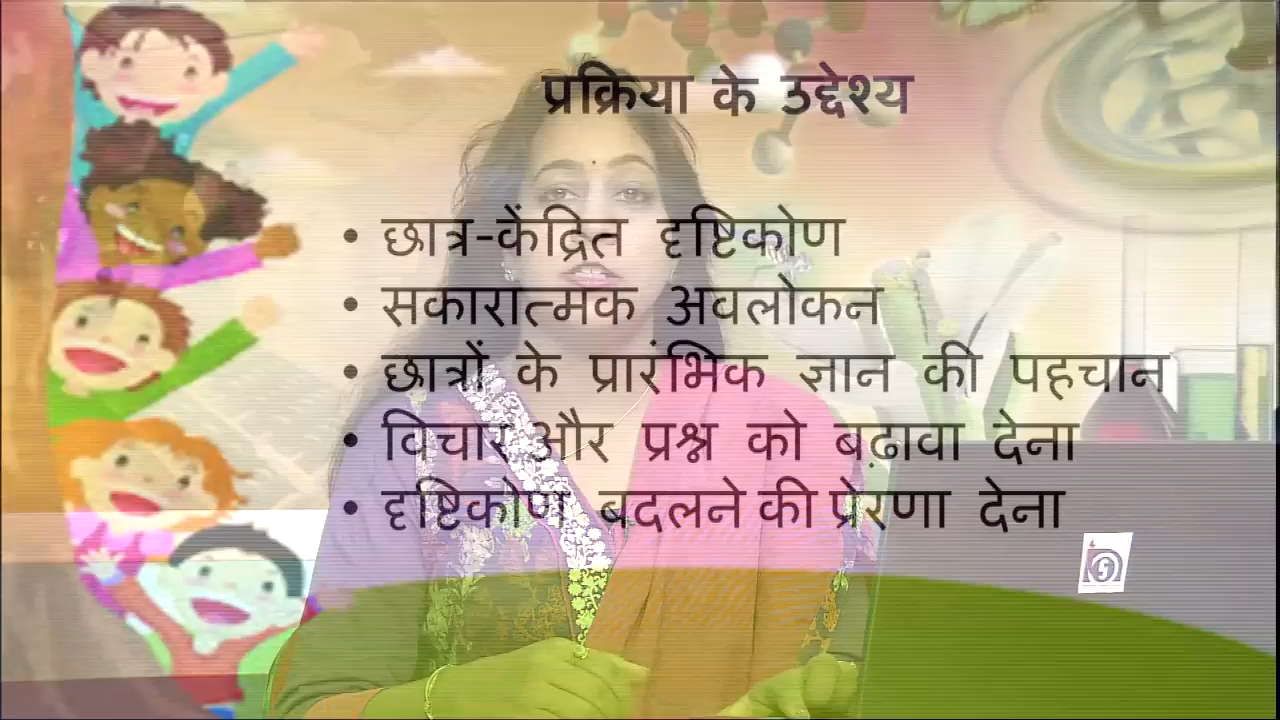 प्रक्रिया के उद्देश्य
• छात्र-केंद्रित दृष्टिकोण
• सकारात्मक अवलोकन
• छात्रों के प्रारंभिक ज्ञान की पहचान
• विचार और प्रश्न को बढ़ावा देना
• दृष्टिकोण बदलने की प्रेरणा देना